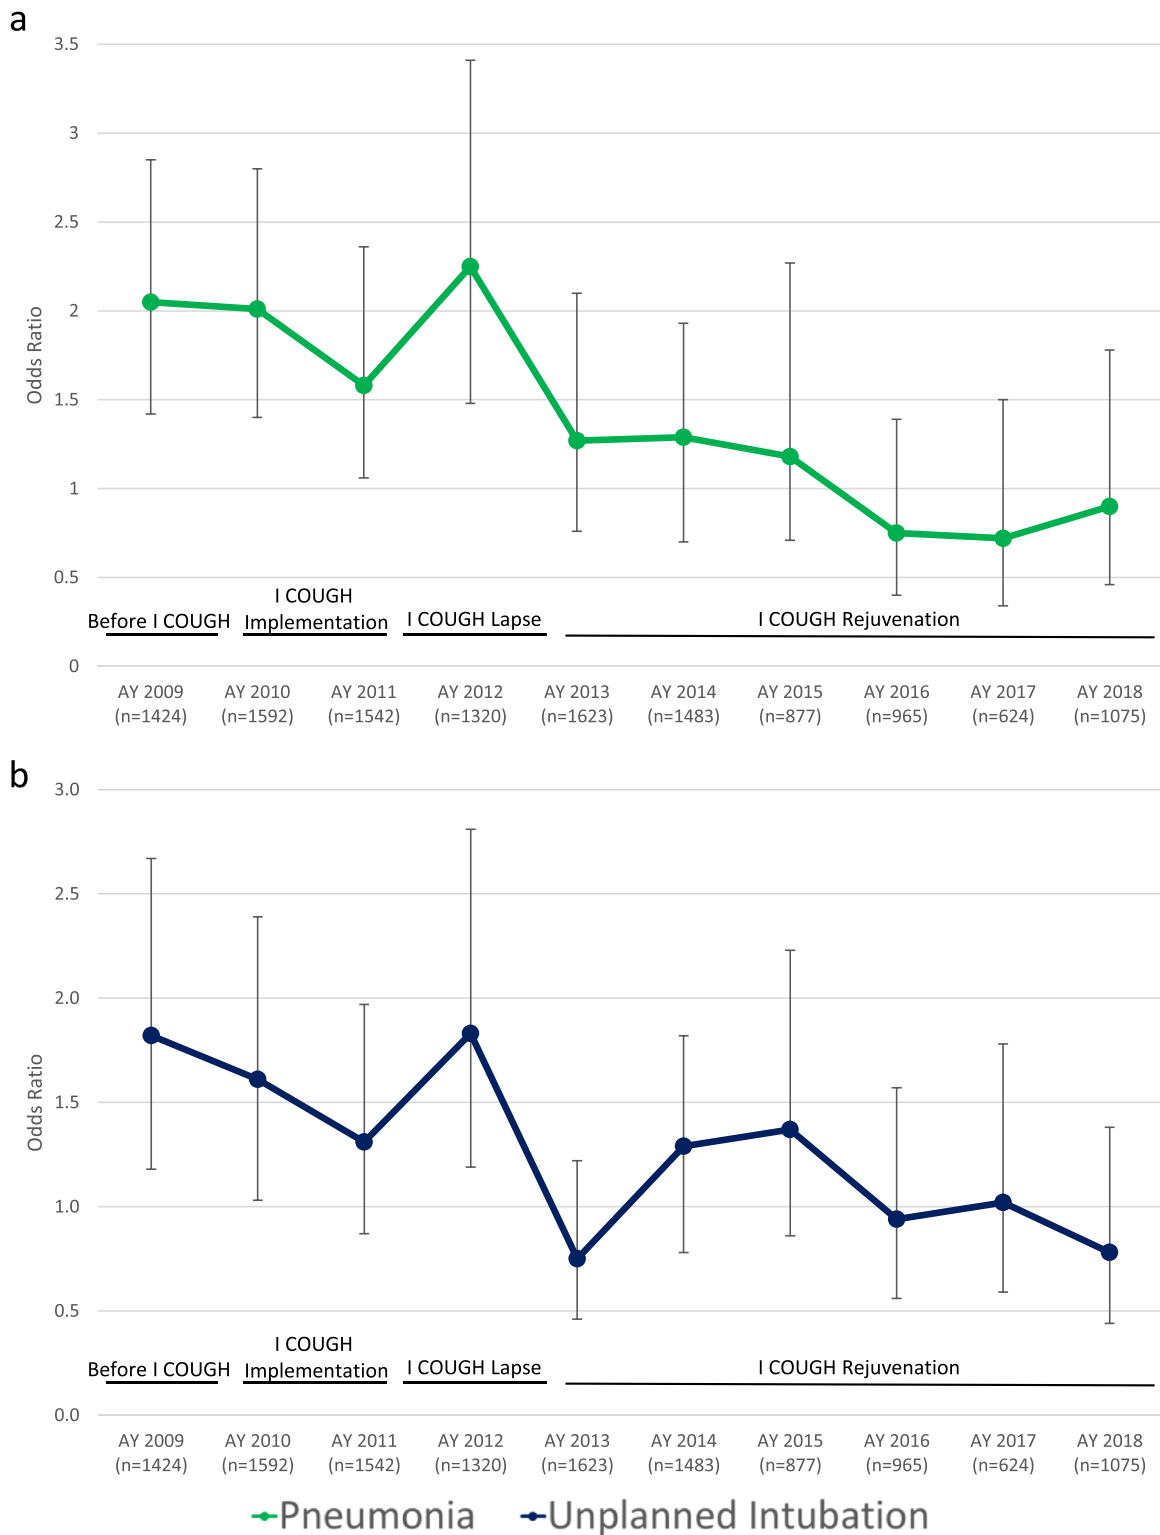 a
3.5
3
2.5
2
1.5
1
0.5
0
Odds Ratio
Before I COUGH
I COUGH
Implementation
I COUGH Lapse
I COUGH Rejuvenation
AY 2009 AY 2010 AY 2011 AY 2012 AY 2013 AY 2014 AY 2015 AY 2016 AY 2017 AY 2018
(n=1424) (n=1592) (n=1542) (n=1320) (n=1623) (n=1483) (n=877) (n=965) (n=624) (n=1075)
b
3.0
2.5
2.0
1.5
1.0
0.5
0.0
Odds Ratio
Before I COUGH
I COUGH
Implementation
I COUGH Lapse
I COUGH Rejuvenation
AY 2009 AY 2010 AY 2011 AY 2012 AY 2013 AY 2014 AY 2015 AY 2016 AY 2017 AY 2018
(n=1424) (n=1592) (n=1542) (n=1320) (n=1623) (n=1483) (n=877) (n=965) (n=624) (n=1075)
Pneumonia Unplanned Intubation